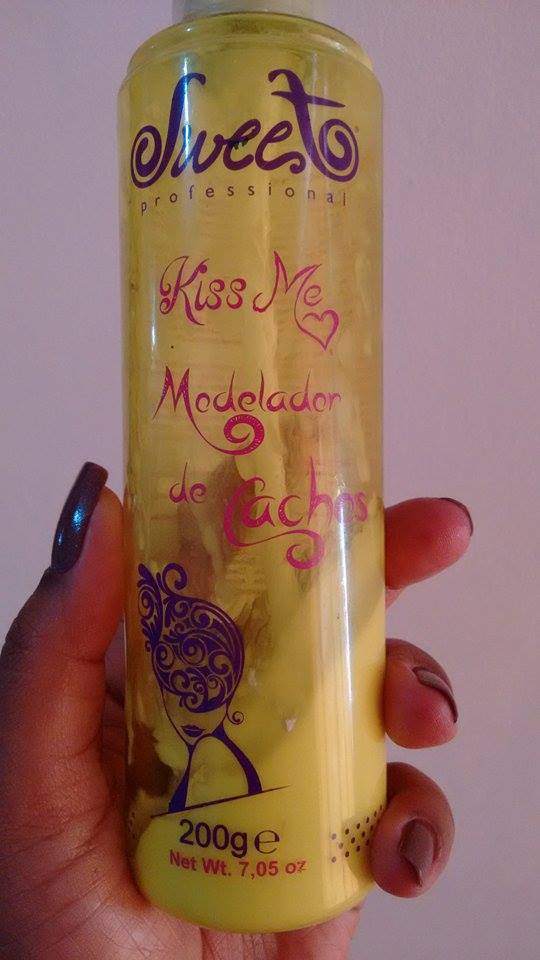 Sweet
professional
Kiss Me
Modelador
de Cachos
200g ℮
Net Wt. 7,05 oz